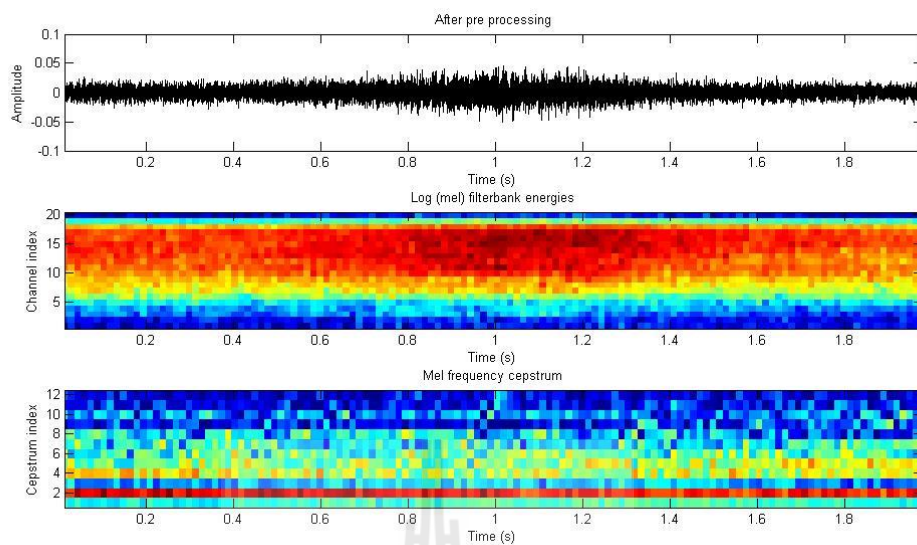 After pre processing
0.1
0.05
0
-0.05
-0.1
Amplitude
0.2 0.4 0.6 0.8 1 1.2 1.4 1.6 1.8
Time (s)
Log (mel) filterbank energies
20
15
10
5
Channel index
0.2 0.4 0.6 0.8 1 1.2 1.4 1.6 1.8
Time (s)
Mel frequency cepstrum
12
10
8
6
4
2
Cepstrum index
0.2 0.4 0.6 0.8 1 1.2 1.4 1.6 1.8
Time (s)